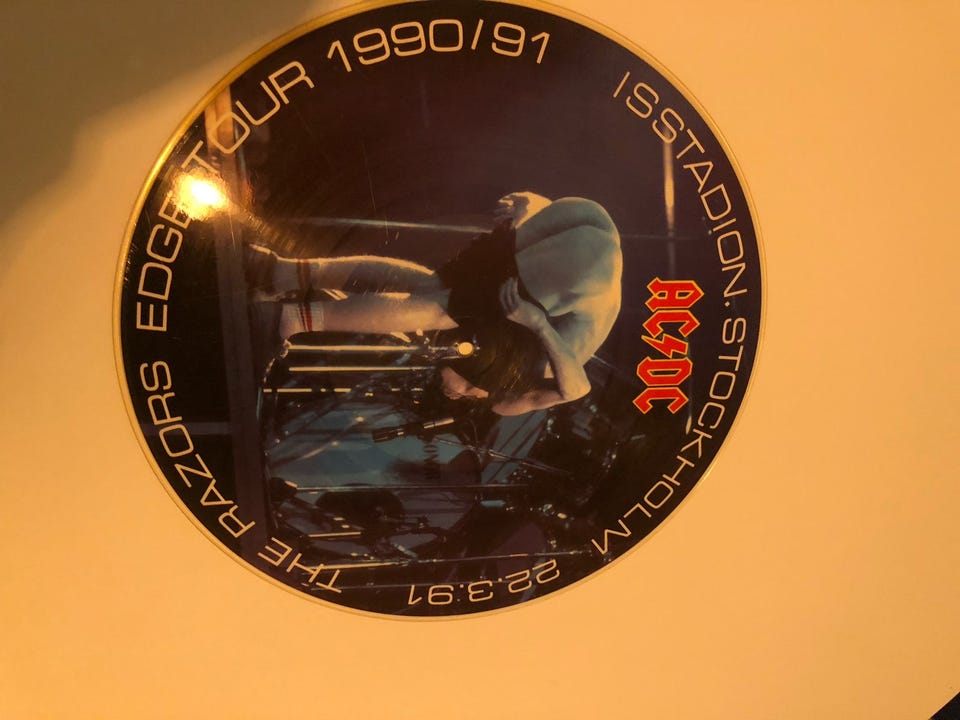 AC/DC
ISSTADION. STOCKHOLM 22.3.91
THE RAZORS EDGE TOUR 1990/91